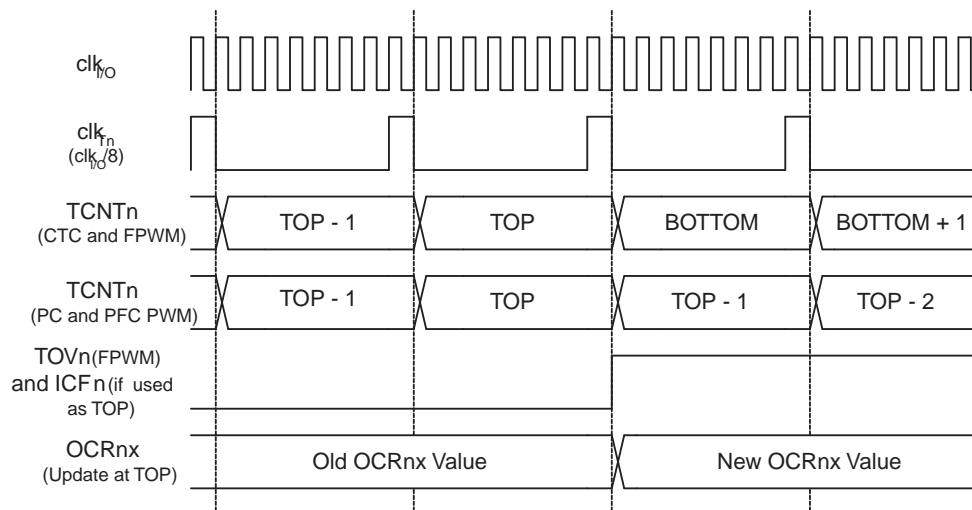 clkI/O
clkTn
(clkI/O/8)
TCNTn
(CTC and FPWM)
TOP - 1
TOP
BOTTOM
BOTTOM + 1
TCNTn
(PC and PFC PWM)
TOP - 1
TOP
TOP - 1
TOP - 2
TOVn(FPWM)
and ICFn(if used
as TOP)
OCRnx
(Update at TOP)
Old OCRnx Value
New OCRnx Value